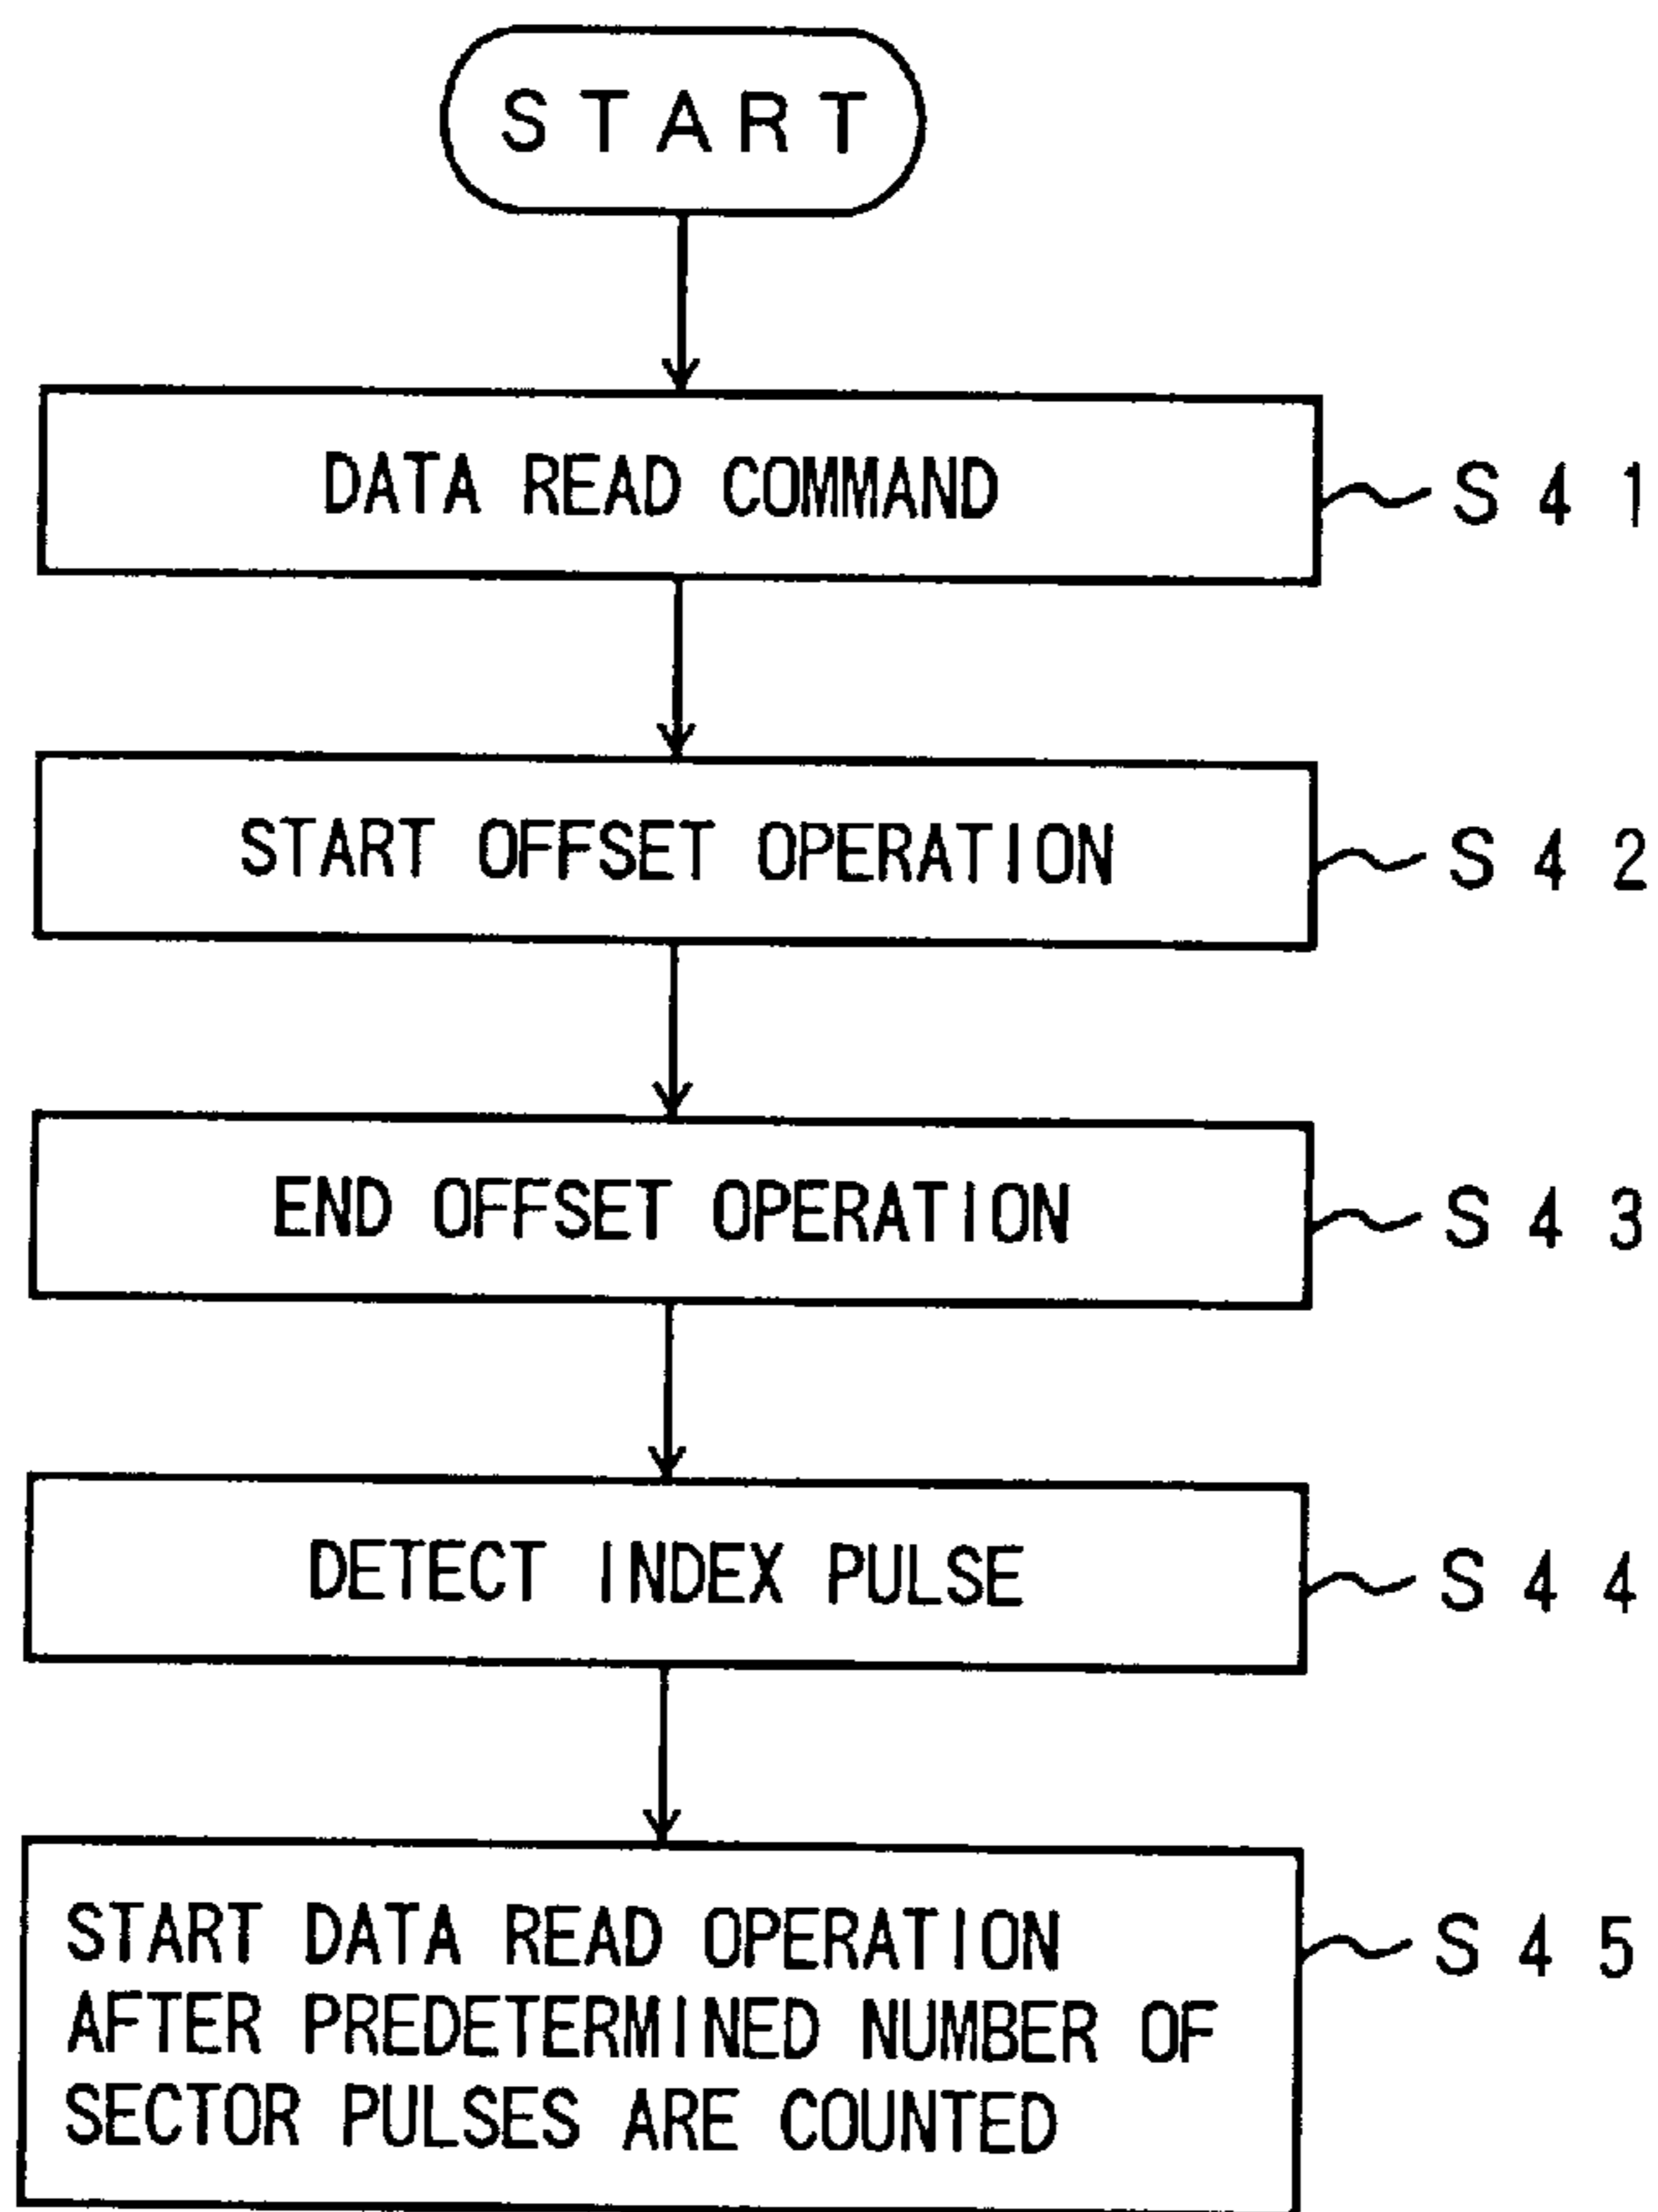 START
DATA READ COMMAND
S41
START OFFSET OPERATION
S42
END OFFSET OPERATION
S43
DETECT INDEX PULSE
S44
START DATA READ OPERATION
S45
AFTER PREDETERMINED NUMBER OF
SECTOR PULSES ARE COUNTED